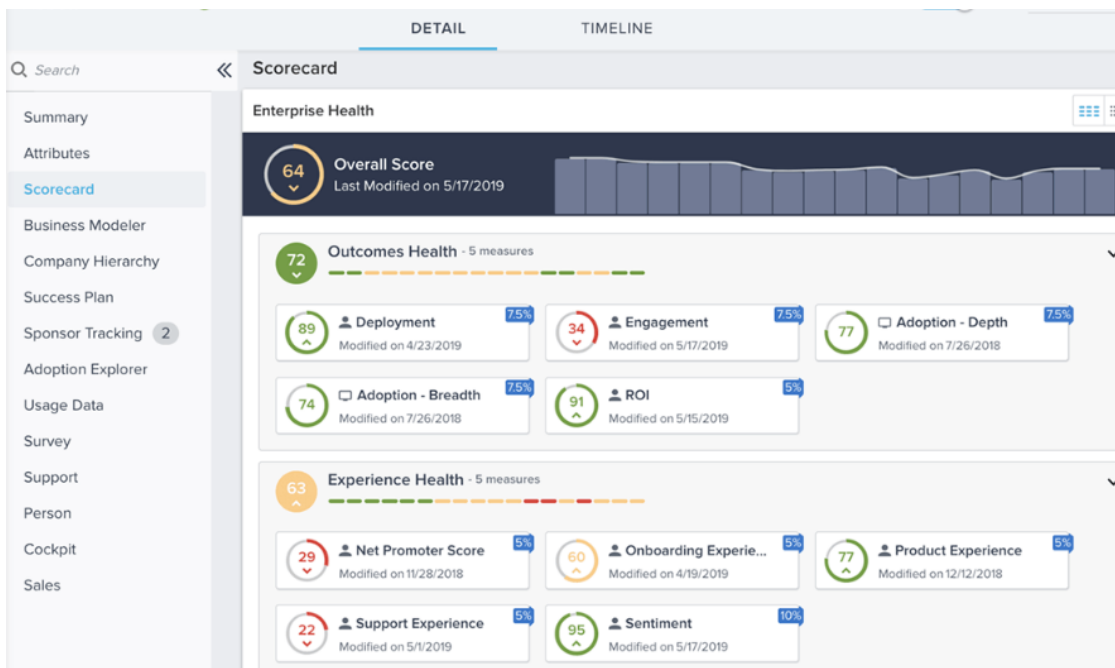 DETAIL
TIMELINE
Search
Scorecard
Summary
Attributes
Scorecard
Business Modeler
Company Hierarchy
Success Plan
Sponsor Tracking 2
Adoption Explorer
Usage Data
Survey
Support
Person
Cockpit
Sales
Enterprise Health
64
Overall Score
Last Modified on 5/17/2019
72
Outcomes Health - 5 measures
89
Deployment
7.5%
Modified on 4/23/2019
34
Engagement
7.5%
Modified on 5/17/2019
77
Adoption - Depth
7.5%
Modified on 7/26/2018
74
Adoption - Breadth
7.5%
Modified on 7/26/2018
91
ROI
5%
Modified on 5/15/2019
63
Experience Health - 5 measures
29
Net Promoter Score
5%
Modified on 11/28/2018
60
Onboarding Experie...
5%
Modified on 4/19/2019
77
Product Experience
5%
Modified on 12/12/2018
22
Support Experience
5%
Modified on 5/1/2019
95
Sentiment
10%
Modified on 5/17/2019